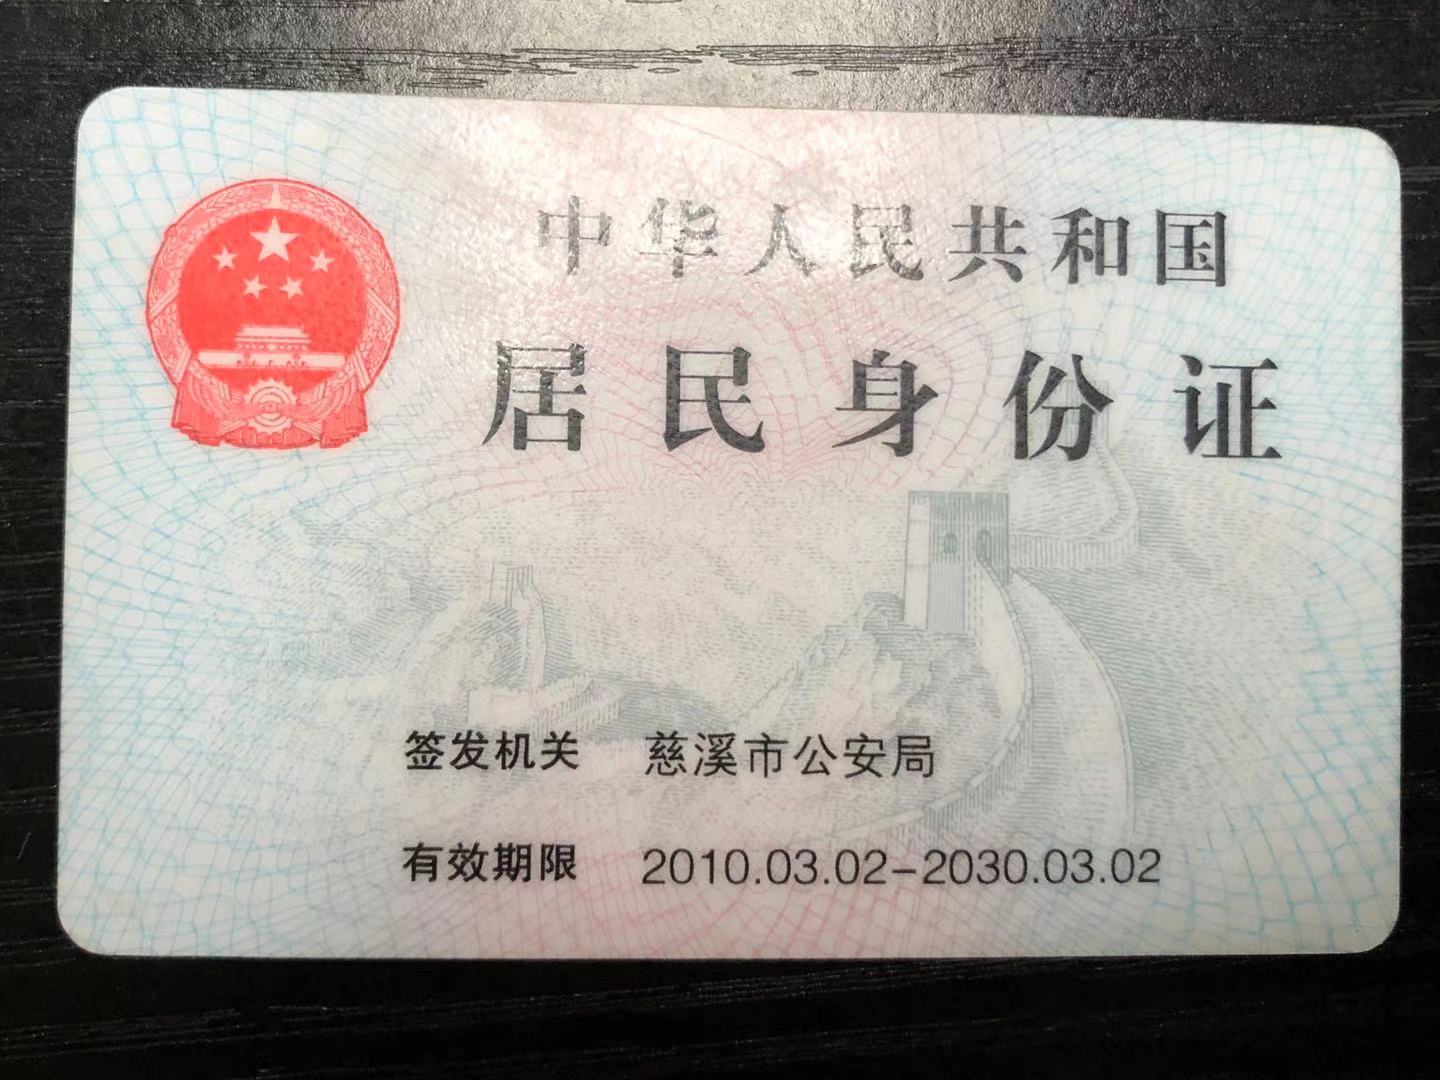 中华人民共和国
居民身份证
签发机关 慈溪市公安局
有效期限 2010.03.02-2030.03.02